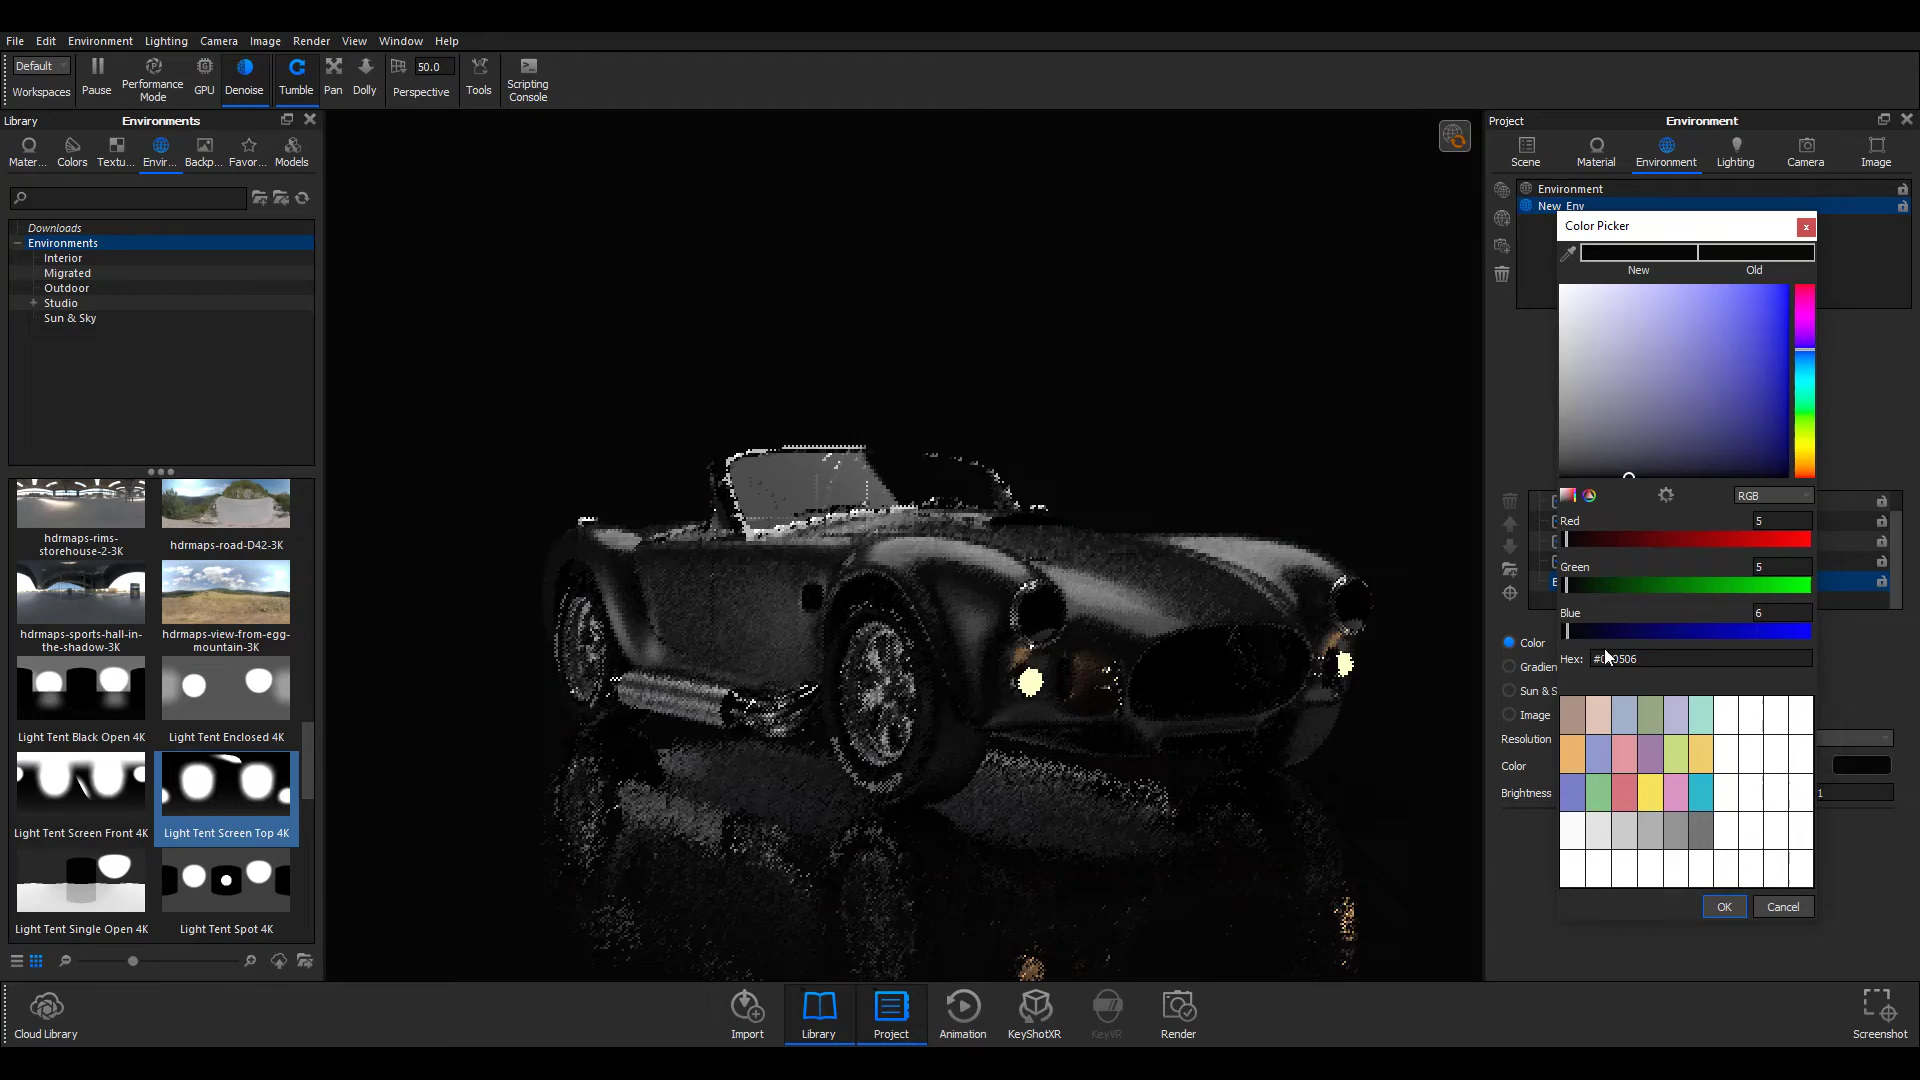 File Edit Environment Lighting Camera Image Render View Window Help
Default 50.0
Workspaces Pause Performance Mode GPU Denoise Tumble Pan Dolly Perspective Tools Scripting Console
Library Environments
Mater... Colors Textu... Envir... Backp... Favor... Models
Downloads
Environments
Interior
Migrated
Outdoor
Studio
Sun & Sky
hdrmaps-rims-storehouse-2-3K
hdrmaps-road-D42-3K
hdrmaps-sports-hall-in-the-shadow-3K
hdrmaps-view-from-egg-mountain-3K
Light Tent Black Open 4K
Light Tent Enclosed 4K
Light Tent Screen Front 4K
Light Tent Screen Top 4K
Light Tent Single Open 4K
Light Tent Spot 4K
Project Environment
Scene Material Environment Lighting Camera Image
Environment
New Env
Color Picker
x
New Old
RGB
Red 5
Green 5
Blue 6
Hex:
OK Cancel
Color
Gradien
Sun & S
Image
Resolution
Color
Brightness 1
Cloud Library Import Library Project Animation KeyShotXR KeyVR Render Screenshot